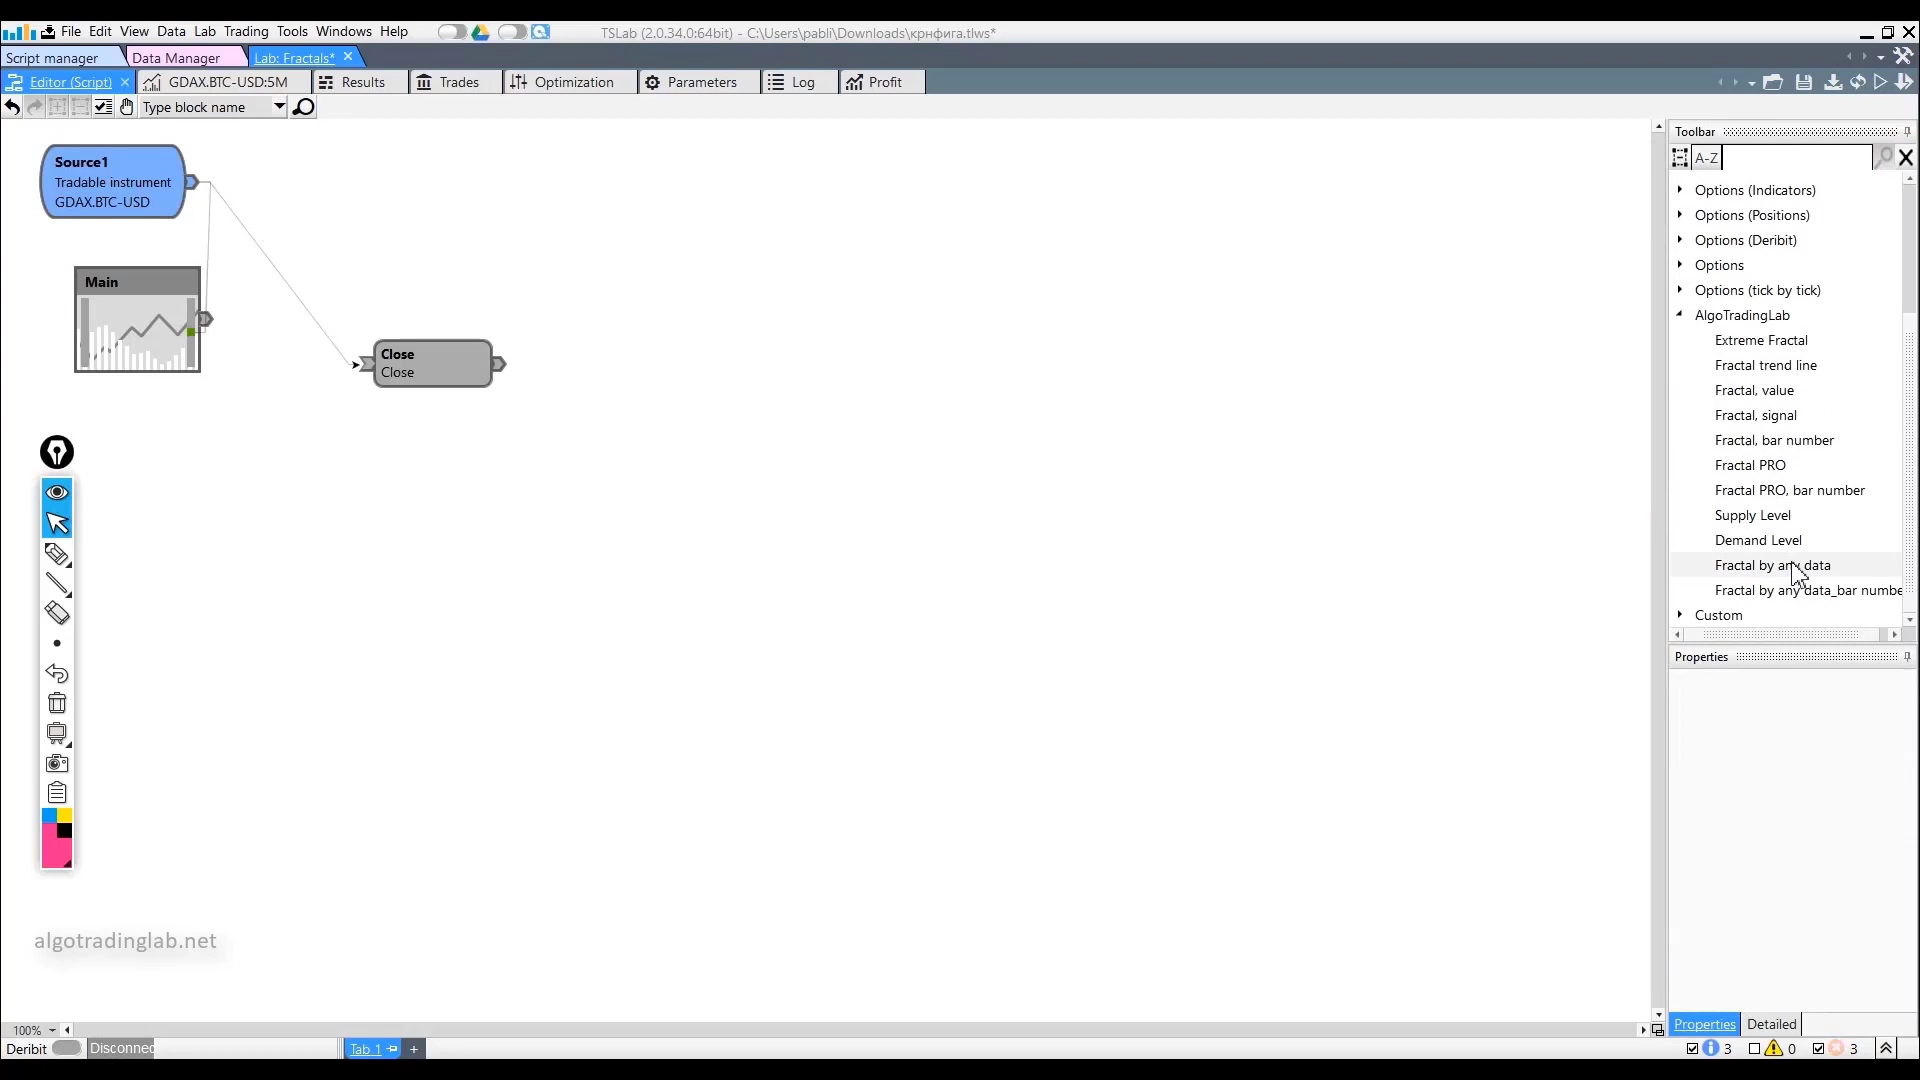 File Edit View Data Lab Trading Tools Windows Help
TSLab (2.0.34.0:64bit) - C:\Users\pabli\Downloads\крнфига.tlws*
Script manager
Data Manager
Lab: Fractals*
Editor (Script)
GDAX.BTC-USD:5M
Results
Trades
Optimization
Parameters
Log
Profit
Type block name
Source1
Tradable instrument
GDAX.BTC-USD
Main
Close
Close
Toolbar
A-Z
Options (Indicators)
Options (Positions)
Options (Deribit)
Options
Options (tick by tick)
AlgoTradingLab
Extreme Fractal
Fractal trend line
Fractal, value
Fractal, signal
Fractal, bar number
Fractal PRO
Fractal PRO, bar number
Supply Level
Demand Level
Fractal by any data
Fractal by any data_bar numbe
Custom
Properties
algotradinglab.net
100%
Properties
Detailed
Deribit
Disconnec
Tab 1
+
3
0
3